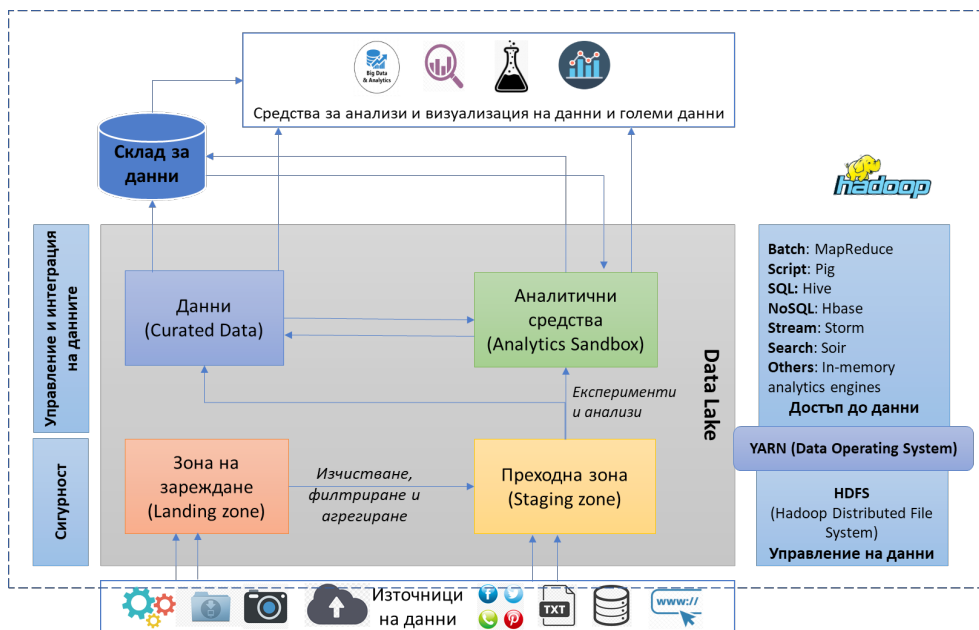 Big Data
& Analytics
Средства за анализи и визуализация на данни и големи данни
Склад за
данни
hadoop
Управление и интеграция
на данните
Данни
(Curated Data)
Аналитични
средства
(Analytics Sandbox)
Data Lake
Batch: MapReduce
Script: Pig
SQL: Hive
NoSQL: Hbase
Stream: Storm
Search: Soir
Others: In-memory
analytics engines
Достъп до данни
Експерименти
и анализи
YARN (Data Operating System)
Сигурност
Зона на
зареждане
(Landing zone)
Изчистване,
филтриране и
агрегиране
Преходна зона
(Staging zone)
HDFS
(Hadoop Distributed File
System)
Управление на данни
Източници
на данни
TXT
www://